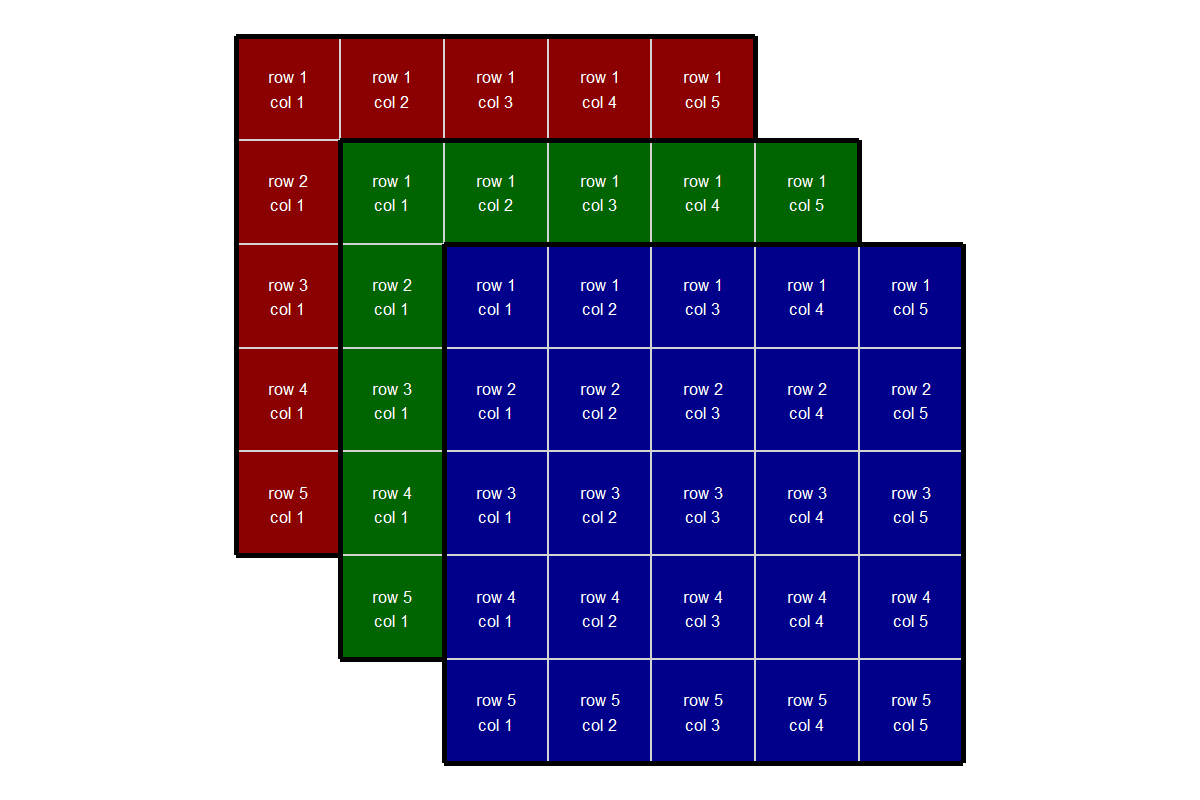 row 1 row 1 row 1 row 1 row 1
col 1 col 2 col 3 col 4 col 5
row 2 row 1 row 1 row 1 row 1 row 1
col 1 col 1 col 2 col 3 col 4 col 5
row 3 row 2 row 1 row 1 row 1 row 1 row 1
col 1 col 1 col 1 col 2 col 3 col 4 col 5
row 4 row 3 row 2 row 2 row 2 row 2 row 2
col 1 col 1 col 1 col 2 col 3 col 4 col 5
row 5 row 4 row 3 row 3 row 3 row 3 row 3
col 1 col 1 col 1 col 2 col 3 col 4 col 5
row 5 row 4 row 4 row 4 row 4 row 4
col 1 col 1 col 2 col 3 col 4 col 5
row 5 row 5 row 5 row 5 row 5
col 1 col 2 col 3 col 4 col 5